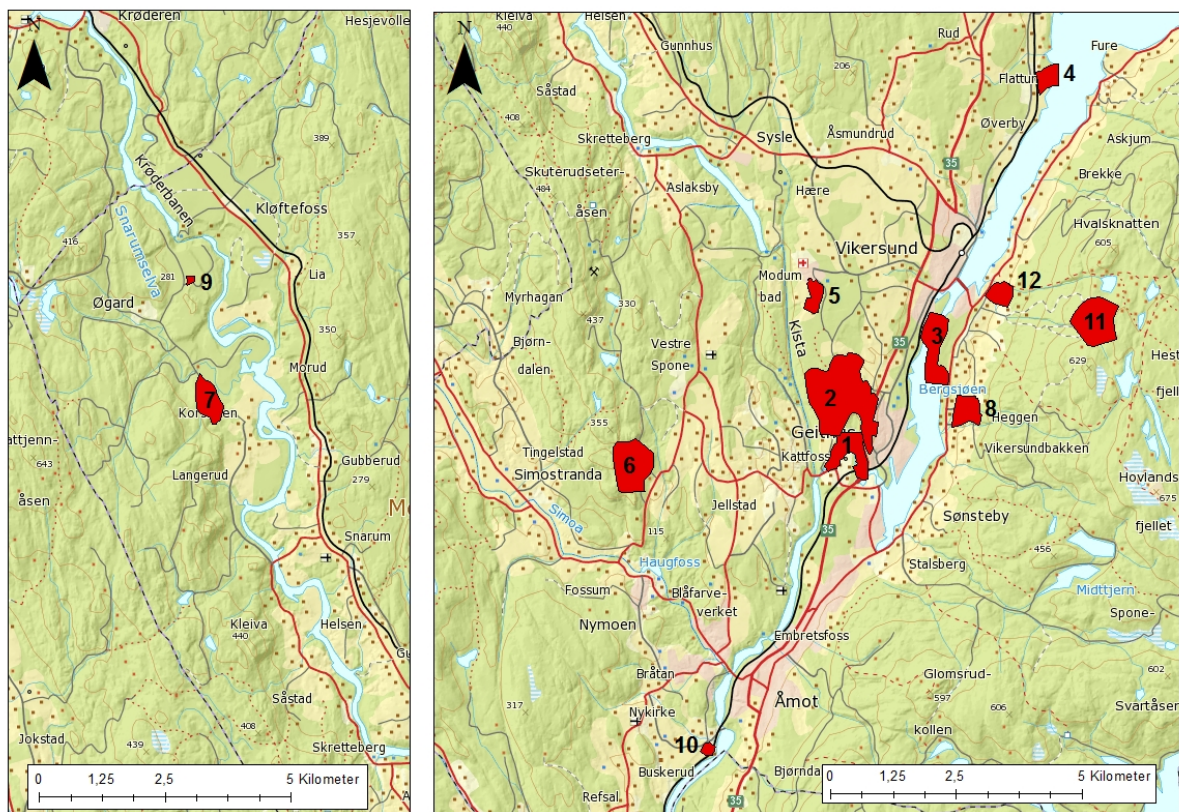 Krøderen
Hesjevolle
N
389
Krøderbanen
Kløftefoss
Snarumselva
416
357
Lia
281
9
Øgard
350
Morud
7
Korsbøen
Langerud
Gubberud
279
643
åsen
Snarum
Kleiva
440
Helsen
Såstad
408
Jokstad
439
Skretteberg
0
1,25
2,5
5 Kilometer
Kleiva
440
Helsen
N
Gunnhus
Rud
Fure
206
Flattum
4
Såstad
408
Skretteberg
Sysle
Åsmundrud
Øverby
Askjum
35
Skuterudseter-
484
åsen
Aslaksby
Hære
Brekke
Hvalsknatten
605
Vikersund
Modum
bad
5
12
Myrhagan
330
437
Kista
11
Bjørn-
dalen
Vestre
Spone
35
3
629
Hest
fjell
2
Bergsjøen
8
Heggen
355
Geithus
Vikersundbakken
1
Kattfoss
Tingelstad
6
Simostranda
Hovlands
675
fjellet
Jellstad
Simoa
115
35
Sønsteby
456
Haugfoss
Stalsberg
Midttjern
Fossum
Blåfarve-
verket
Spone-
Nymoen
Embretsfoss
602
Bråtan
Glomsrud-
317
Åmot
606
Svartåsen
Nykirke
kollen
10
Buskerud
Bjørnda
Refsal
35
0
1,25
2,5
5 Kilometer